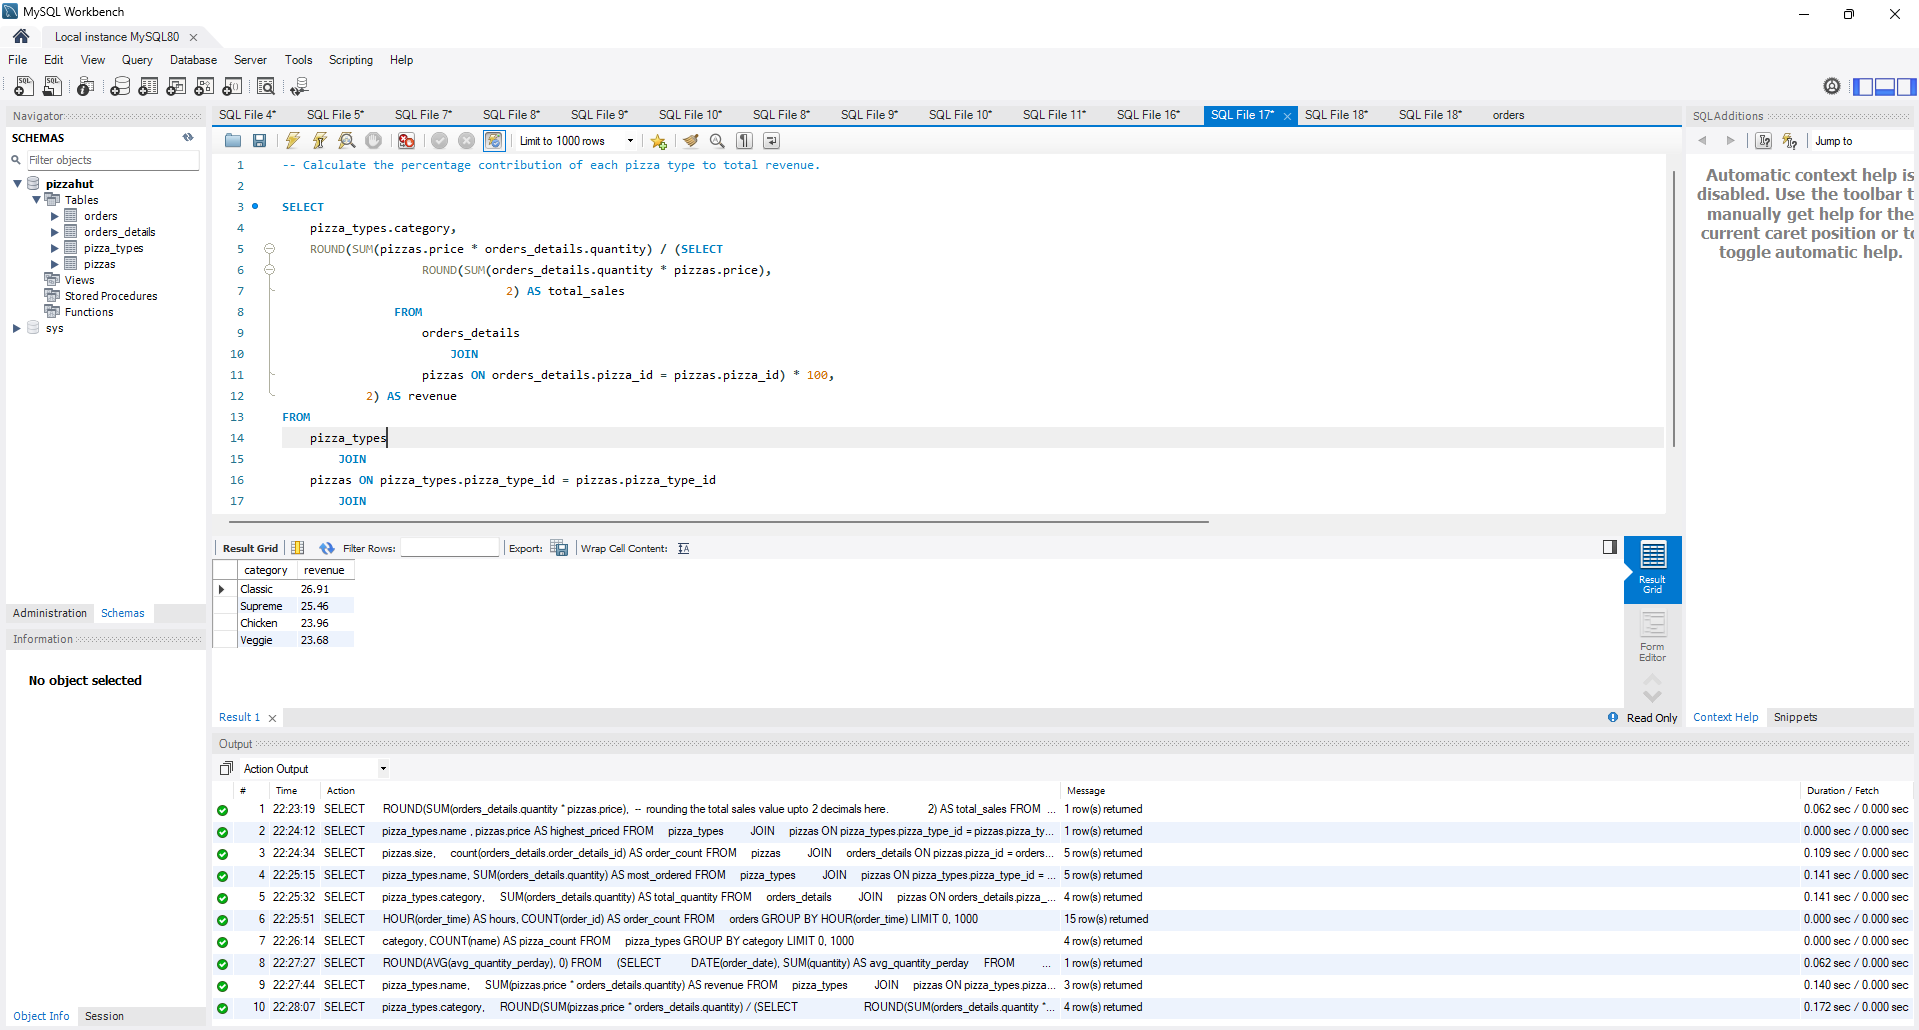 MySQL Workbench
Local instance MySQL80
File Edit View Query Database Server Tools Scripting Help
Navigator
SCHEMAS
Filter objects
pizzahut
Tables
orders
orders_details
pizza_types
pizzas
Views
Stored Procedures
Functions
sys
Administration Schemas
Information
No object selected
Object Info Session
SQL File 4* SQL File 5* SQL File 7* SQL File 8* SQL File 9* SQL File 10* SQL File 8* SQL File 9* SQL File 10* SQL File 11* SQL File 16* SQL File 17* SQL File 18* SQL File 18* orders
Limit to 1000 rows
1 -- Calculate the percentage contribution of each pizza type to total revenue.
2
3 SELECT
4 pizza_types.category,
5 ROUND(SUM(pizzas.price * orders_details.quantity) / (SELECT
6 ROUND(SUM(orders_details.quantity * pizzas.price),
7 2) AS total_sales
8 FROM
9 orders_details
10 JOIN
11 pizzas ON orders_details.pizza_id = pizzas.pizza_id) * 100,
12 2) AS revenue
13 FROM
14 pizza_types
15 JOIN
16 pizzas ON pizza_types.pizza_type_id = pizzas.pizza_type_id
17 JOIN
Result Grid Filter Rows: Export: Wrap Cell Content:
category revenue
Classic 26.91
Supreme 25.46
Chicken 23.96
Veggie 23.68
Result Grid
Form Editor
Result 1
Read Only
SQLAdditions
Jump to
Automatic context help is
disabled. Use the toolbar t
manually get help for the
current caret position or to
toggle automatic help.
Context Help Snippets
Output
Action Output
# Time Action Message Duration / Fetch
1 22:23:19 SELECT ROUND(SUM(orders_details.quantity * pizzas.price), -- rounding the total sales value upto 2 decimals here. 2) AS total_sales FROM ... 1 row(s) returned 0.062 sec / 0.000 sec
2 22:24:12 SELECT pizza_types.name , pizzas.price AS highest_priced FROM pizza_types JOIN pizzas ON pizza_types.pizza_type_id = pizzas.pizza_ty... 1 row(s) returned 0.000 sec / 0.000 sec
3 22:24:34 SELECT pizzas.size, count(orders_details.order_details_id) AS order_count FROM pizzas JOIN orders_details ON pizzas.pizza_id = orders... 5 row(s) returned 0.109 sec / 0.000 sec
4 22:25:15 SELECT pizza_types.name, SUM(orders_details.quantity) AS most_ordered FROM pizza_types JOIN pizzas ON pizza_types.pizza_type_id = ... 5 row(s) returned 0.141 sec / 0.000 sec
5 22:25:32 SELECT pizza_types.category, SUM(orders_details.quantity) AS total_quantity FROM orders_details JOIN pizzas ON orders_details.pizza_... 4 row(s) returned 0.141 sec / 0.000 sec
6 22:25:51 SELECT HOUR(order_time) AS hours, COUNT(order_id) AS order_count FROM orders GROUP BY HOUR(order_time) LIMIT 0, 1000 15 row(s) returned 0.000 sec / 0.000 sec
7 22:26:14 SELECT category, COUNT(name) AS pizza_count FROM pizza_types GROUP BY category LIMIT 0, 1000 4 row(s) returned 0.000 sec / 0.000 sec
8 22:27:27 SELECT ROUND(AVG(avg_quantity_perday), 0) FROM (SELECT DATE(order_date), SUM(quantity) AS avg_quantity_perday FROM ... 1 row(s) returned 0.062 sec / 0.000 sec
9 22:27:44 SELECT pizza_types.name, SUM(pizzas.price * orders_details.quantity) AS revenue FROM pizza_types JOIN pizzas ON pizza_types.pizza... 3 row(s) returned 0.140 sec / 0.000 sec
10 22:28:07 SELECT pizza_types.category, ROUND(SUM(pizzas.price * orders_details.quantity) / (SELECT ROUND(SUM(orders_details.quantity *... 4 row(s) returned 0.172 sec / 0.000 sec